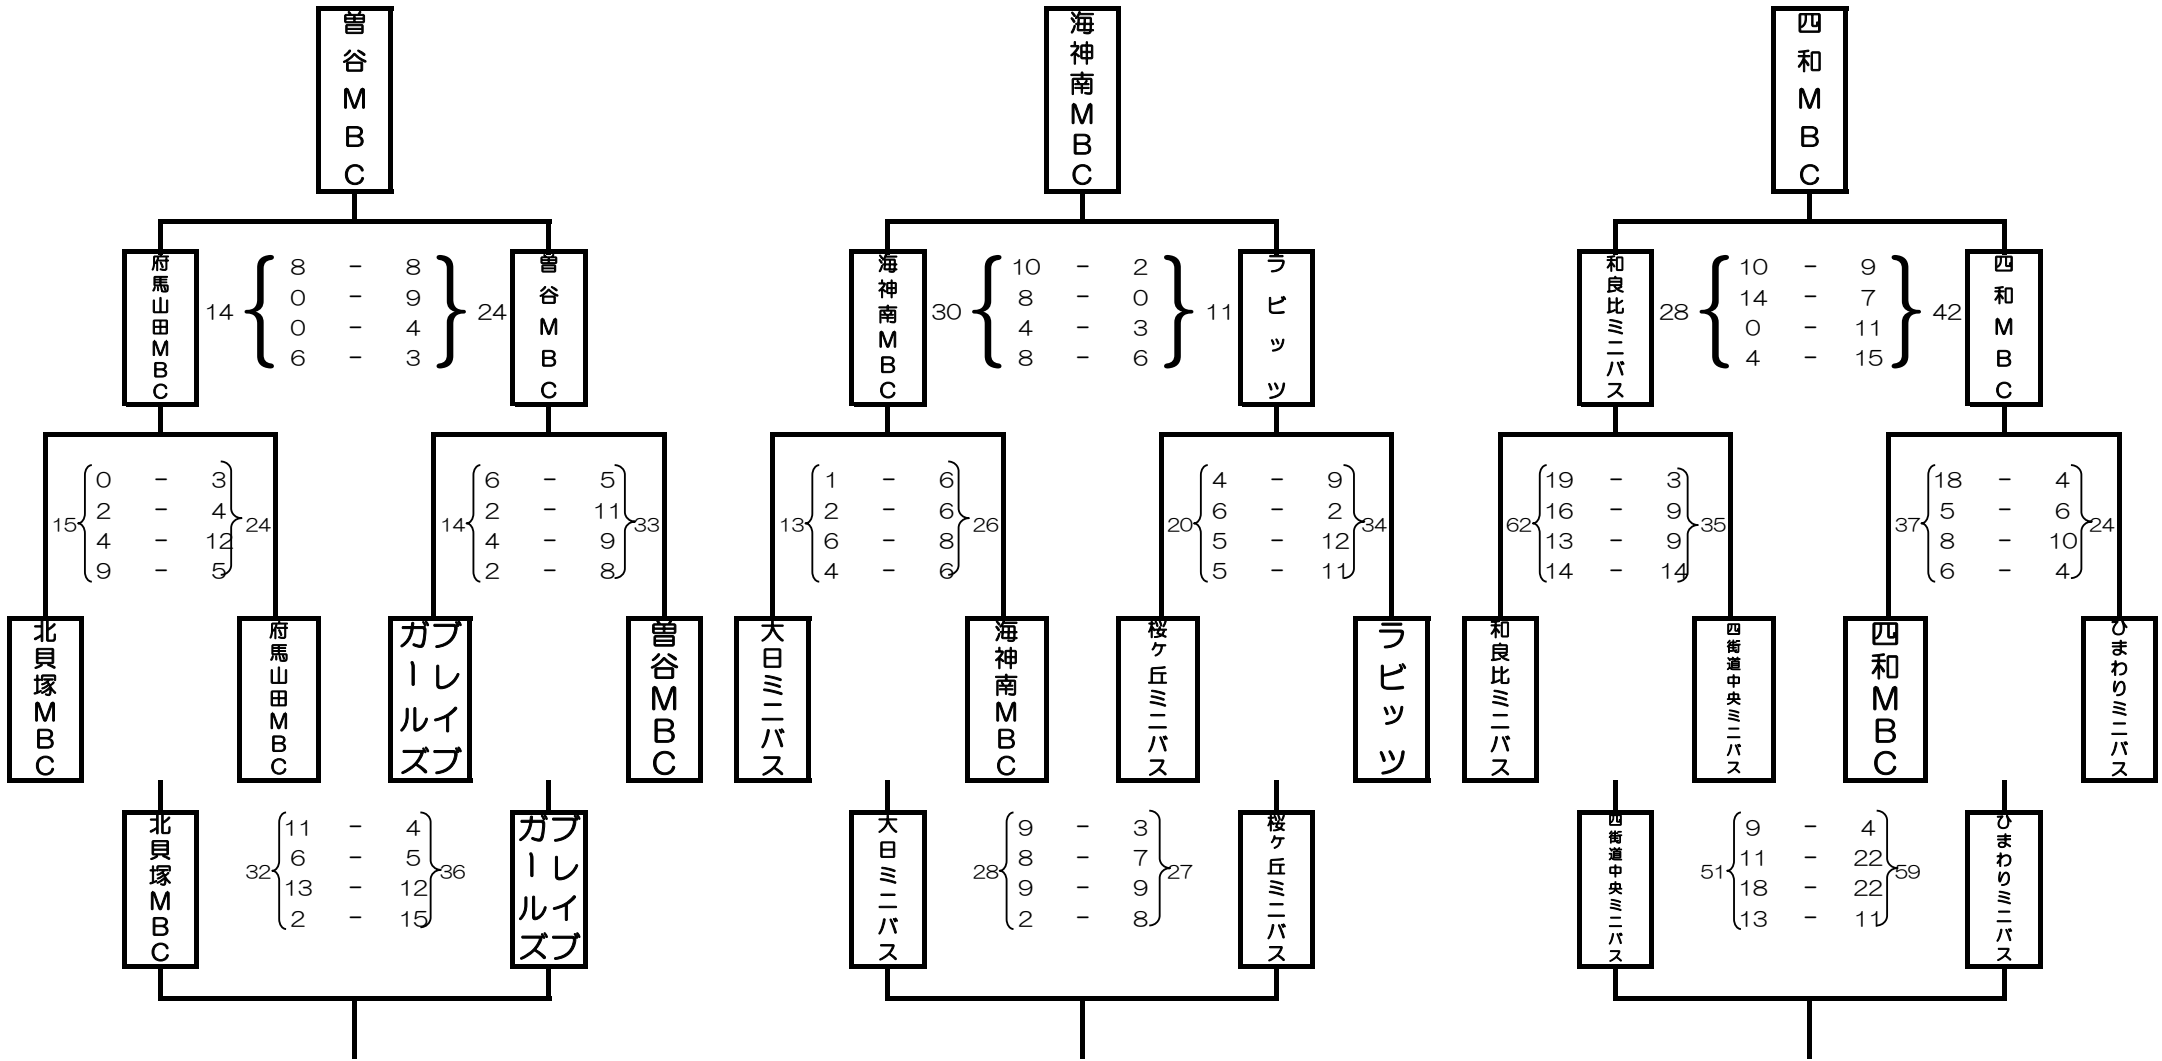 曽谷MBC
海神南MBC
四和MBC
府馬山田MBC
14
8 - 8
0 - 9
0 - 4
6 - 3
24
曽谷MBC
海神南MBC
30
10 - 2
8 - 0
4 - 3
8 - 6
11
ラビッツ
和良比ミニバス
28
10 - 9
14 - 7
0 - 11
4 - 15
42
四和MBC
15
0 - 3
2 - 4
4 - 12
9 - 5
24
14
6 - 5
2 - 11
4 - 9
2 - 8
33
13
1 - 6
2 - 6
6 - 8
4 - 6
26
20
4 - 9
6 - 2
5 - 12
5 - 11
34
62
19 - 3
16 - 9
13 - 9
14 - 14
35
37
18 - 4
5 - 6
8 - 10
6 - 4
24
北貝塚MBC
府馬山田MBC
ブレイブ
ガールズ
曽谷MBC
大日ミニバス
海神南MBC
桜ヶ丘ミニバス
ラビッツ
和良比ミニバス
四街道中央ミニバス
四和MBC
ひまわりミニバス
北貝塚MBC
32
11 - 4
6 - 5
13 - 12
2 - 15
36
ブレイブ
ガールズ
大日ミニバス
28
9 - 3
8 - 7
9 - 9
2 - 8
27
桜ヶ丘ミニバス
四街道中央ミニバス
51
9 - 4
11 - 22
18 - 22
13 - 11
59
ひまわりミニバス